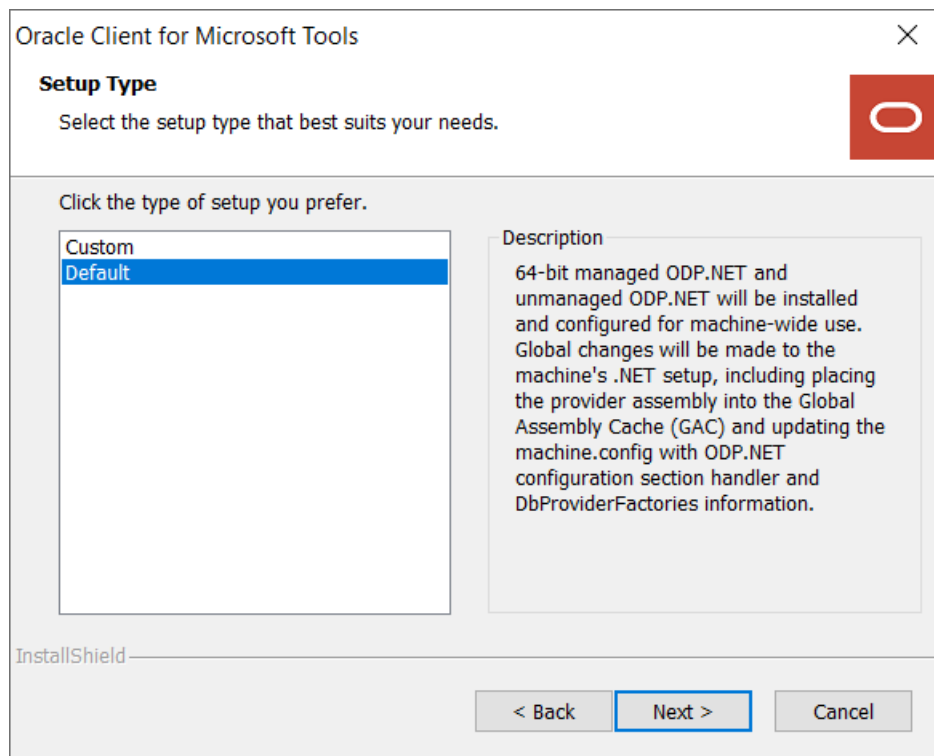 Oracle Client for Microsoft Tools
Setup Type
Select the setup type that best suits your needs.
Click the type of setup you prefer.
Custom
Default
Description
64-bit managed ODP.NET and
unmanaged ODP.NET will be installed
and configured for machine-wide use.
Global changes will be made to the
machine's .NET setup, including placing
the provider assembly into the Global
Assembly Cache (GAC) and updating the
machine.config with ODP.NET
configuration section handler and
DbProviderFactories information.
InstallShield
< Back
Next >
Cancel